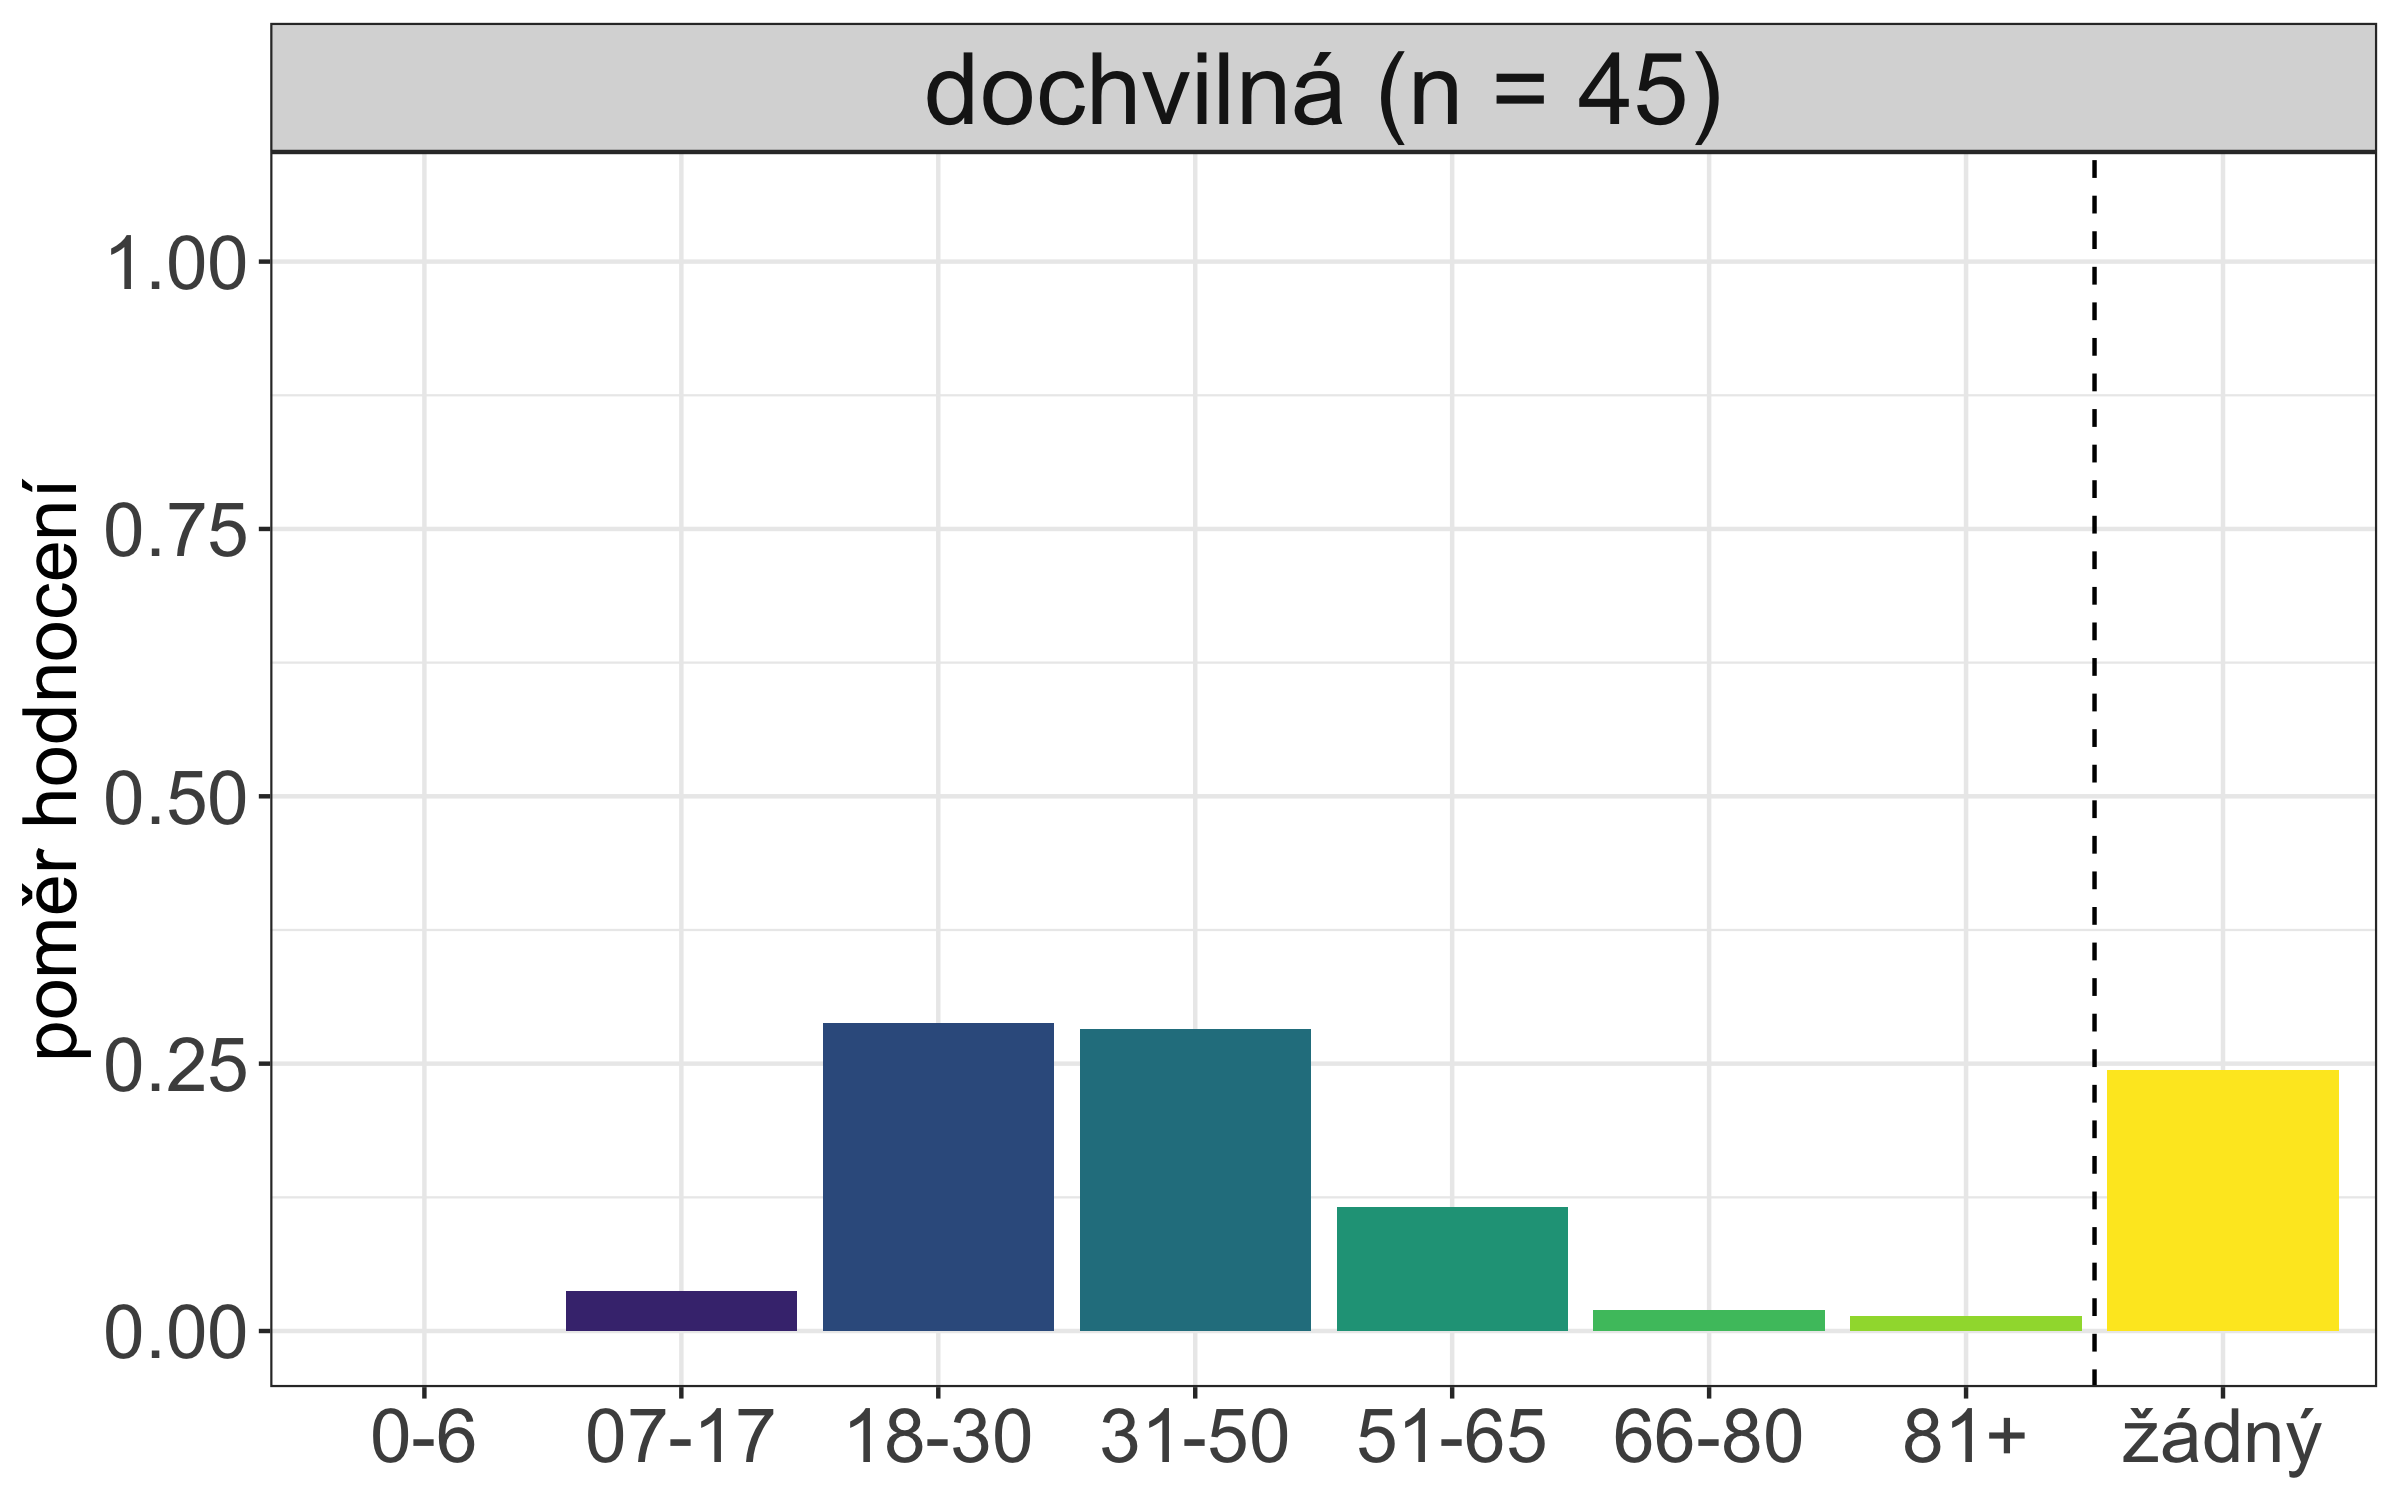 dochvilná (n = 45)
poměr hodnocení
1.00
0.75
0.50
0.25
0.00
0-6 07-17 18-30 31-50 51-65 66-80 81+ žádný